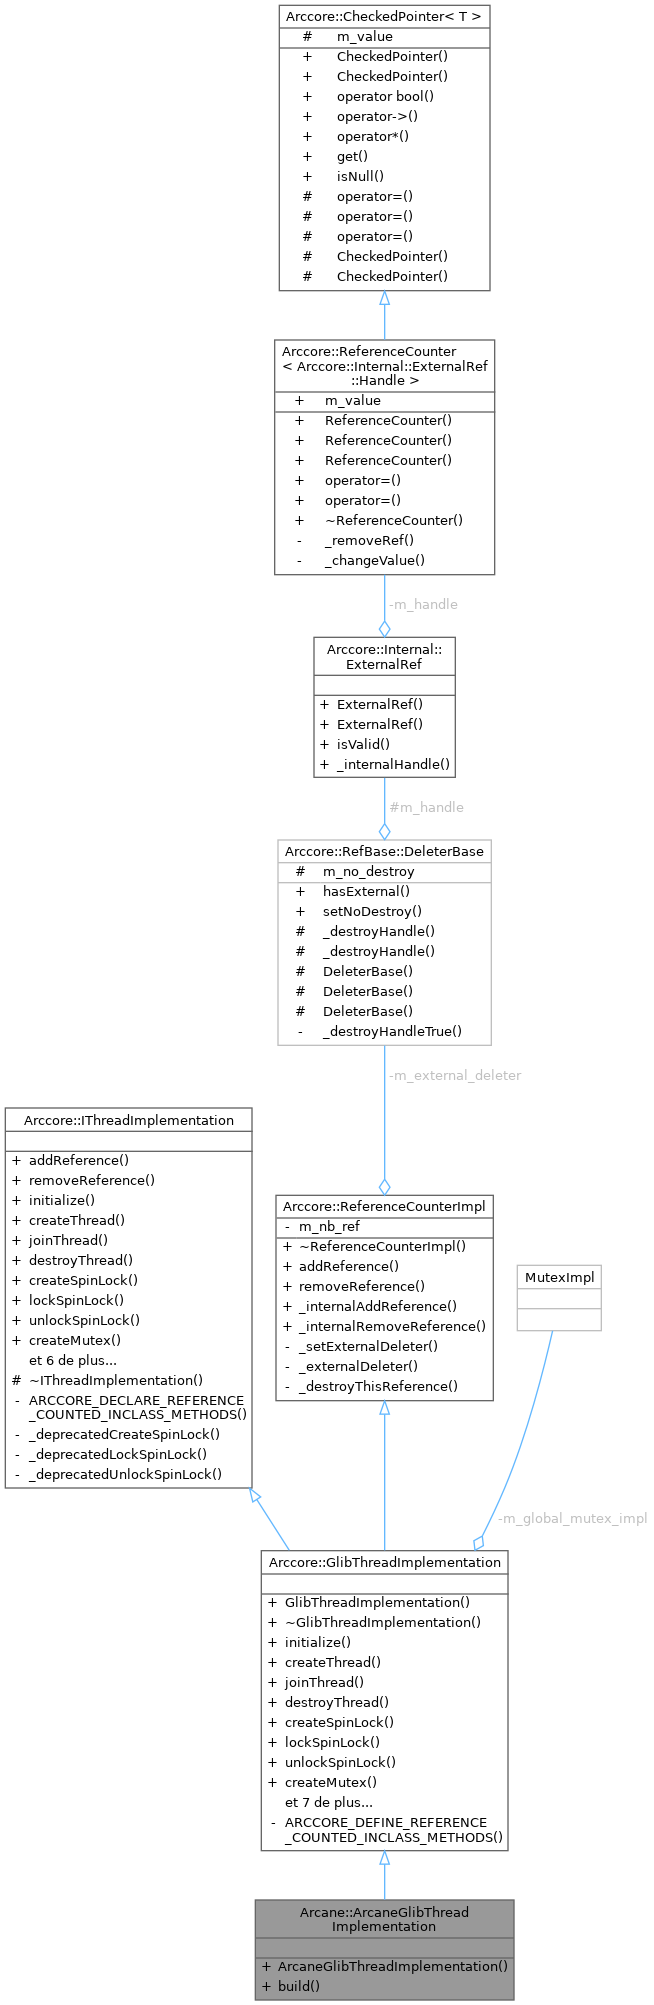 Arccore::CheckedPointer< T >
# m_value
+ CheckedPointer()
+ CheckedPointer()
+ operator bool()
+ operator->()
+ operator*()
+ get()
+ isNull()
# operator=()
# operator=()
# operator=()
# CheckedPointer()
# CheckedPointer()
Arccore::ReferenceCounter
< Arccore::Internal::ExternalRef
::Handle >
+ m_value
+ ReferenceCounter()
+ ReferenceCounter()
+ ReferenceCounter()
+ operator=()
+ operator=()
+ ~ReferenceCounter()
- _removeRef()
- _changeValue()
-m_handle
Arccore::Internal::
ExternalRef
+ ExternalRef()
+ ExternalRef()
+ isValid()
+ _internalHandle()
#m_handle
Arccore::RefBase::DeleterBase
# m_no_destroy
+ hasExternal()
+ setNoDestroy()
# _destroyHandle()
# _destroyHandle()
# DeleterBase()
# DeleterBase()
# DeleterBase()
- _destroyHandleTrue()
-m_external_deleter
Arccore::IThreadImplementation
+ addReference()
+ removeReference()
+ initialize()
+ createThread()
+ joinThread()
+ destroyThread()
+ createSpinLock()
+ lockSpinLock()
+ unlockSpinLock()
+ createMutex()
et 6 de plus...
# ~IThreadImplementation()
- ARCCORE_DECLARE_REFERENCE
_COUNTED_INCLASS_METHODS()
- _deprecatedCreateSpinLock()
- _deprecatedLockSpinLock()
- _deprecatedUnlockSpinLock()
Arccore::ReferenceCounterImpl
- m_nb_ref
+ ~ReferenceCounterImpl()
+ addReference()
+ removeReference()
+ _internalAddReference()
+ _internalRemoveReference()
- _setExternalDeleter()
- _externalDeleter()
- _destroyThisReference()
MutexImpl
-m_global_mutex_impl
Arccore::GlibThreadImplementation
+ GlibThreadImplementation()
+ ~GlibThreadImplementation()
+ initialize()
+ createThread()
+ joinThread()
+ destroyThread()
+ createSpinLock()
+ lockSpinLock()
+ unlockSpinLock()
+ createMutex()
et 7 de plus...
- ARCCORE_DEFINE_REFERENCE
_COUNTED_INCLASS_METHODS()
Arcane::ArcaneGlibThread
Implementation
+ ArcaneGlibThreadImplementation()
+ build()